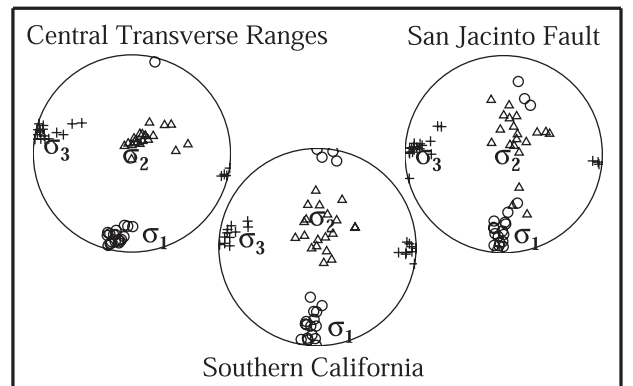 Central Transverse Ranges
San Jacinto Fault
σ3
σ2
σ1
σ3
σ2
σ1
σ3
σ2
σ1
Southern California